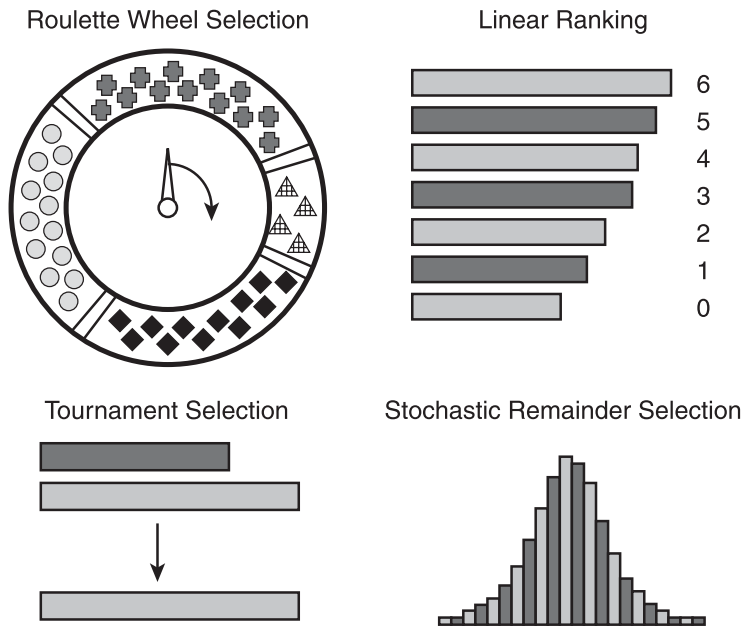 Roulette Wheel Selection
Linear Ranking
6
5
4
3
2
1
0
Tournament Selection
Stochastic Remainder Selection